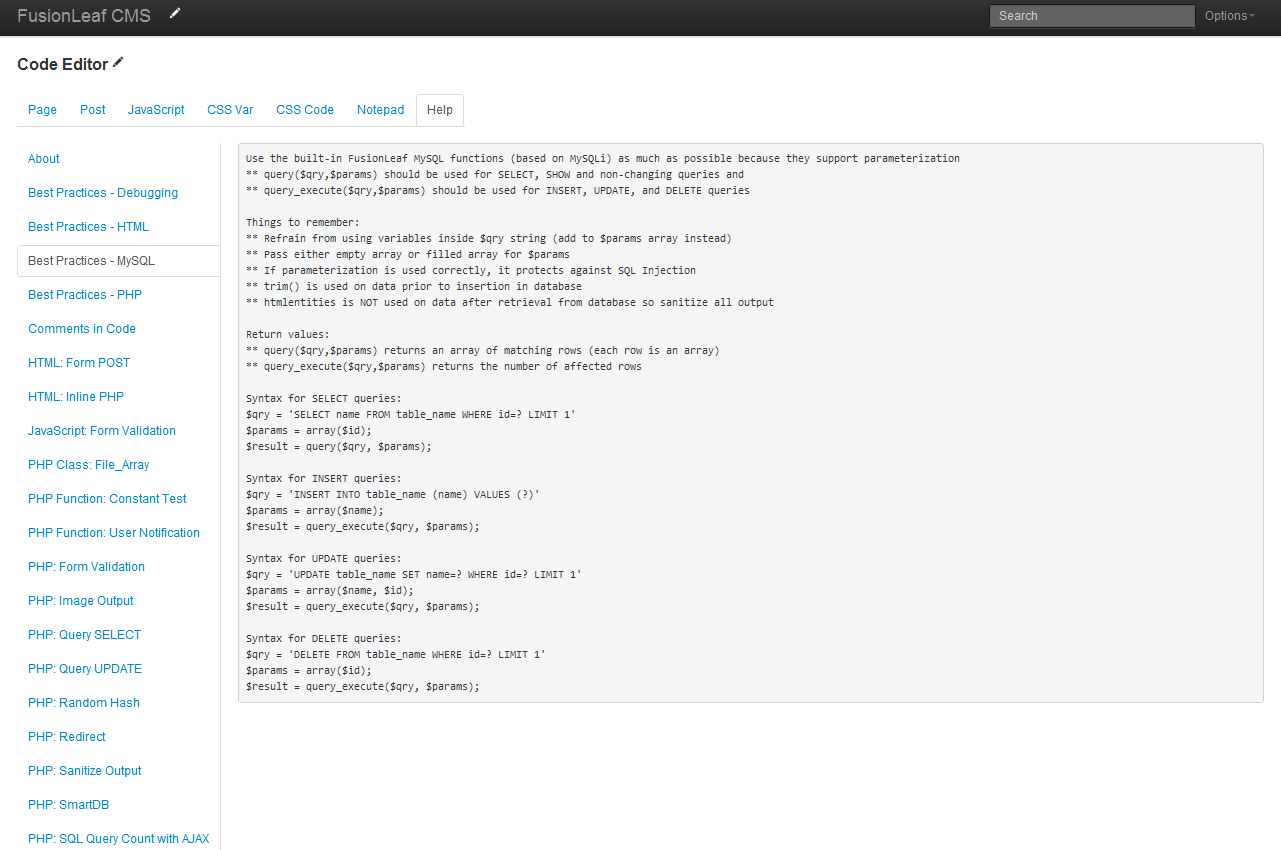 FusionLeaf CMS
Search
Options
Code Editor
Page Post JavaScript CSS Var CSS Code Notepad Help
About
Best Practices - Debugging
Best Practices - HTML
Best Practices - MySQL
Best Practices - PHP
Comments in Code
HTML: Form POST
HTML: Inline PHP
JavaScript: Form Validation
PHP Class: File_Array
PHP Function: Constant Test
PHP Function: User Notification
PHP: Form Validation
PHP: Image Output
PHP: Query SELECT
PHP: Query UPDATE
PHP: Random Hash
PHP: Redirect
PHP: Sanitize Output
PHP: SmartDB
PHP: SQL Query Count with AJAX
Use the built-in FusionLeaf MySQL functions (based on MySQLi) as much as possible because they support parameterization
** query($qry,$params) should be used for SELECT, SHOW and non-changing queries and
** query_execute($qry,$params) should be used for INSERT, UPDATE, and DELETE queries
Things to remember:
** Refrain from using variables inside $qry string (add to $params array instead)
** Pass either empty array or filled array for $params
** If parameterization is used correctly, it protects against SQL Injection
** trim() is used on data prior to insertion in database
** htmlentities is NOT used on data after retrieval from database so sanitize all output
Return values:
** query($qry,$params) returns an array of matching rows (each row is an array)
** query_execute($qry,$params) returns the number of affected rows
Syntax for SELECT queries:
$qry = 'SELECT name FROM table_name WHERE id=? LIMIT 1'
$params = array($id);
$result = query($qry, $params);
Syntax for INSERT queries:
$qry = 'INSERT INTO table_name (name) VALUES (?)'
$params = array($name);
$result = query_execute($qry, $params);
Syntax for UPDATE queries:
$qry = 'UPDATE table_name SET name=? WHERE id=? LIMIT 1'
$params = array($name, $id);
$result = query_execute($qry, $params);
Syntax for DELETE queries:
$qry = 'DELETE FROM table_name WHERE id=? LIMIT 1'
$params = array($id);
$result = query_execute($qry, $params);